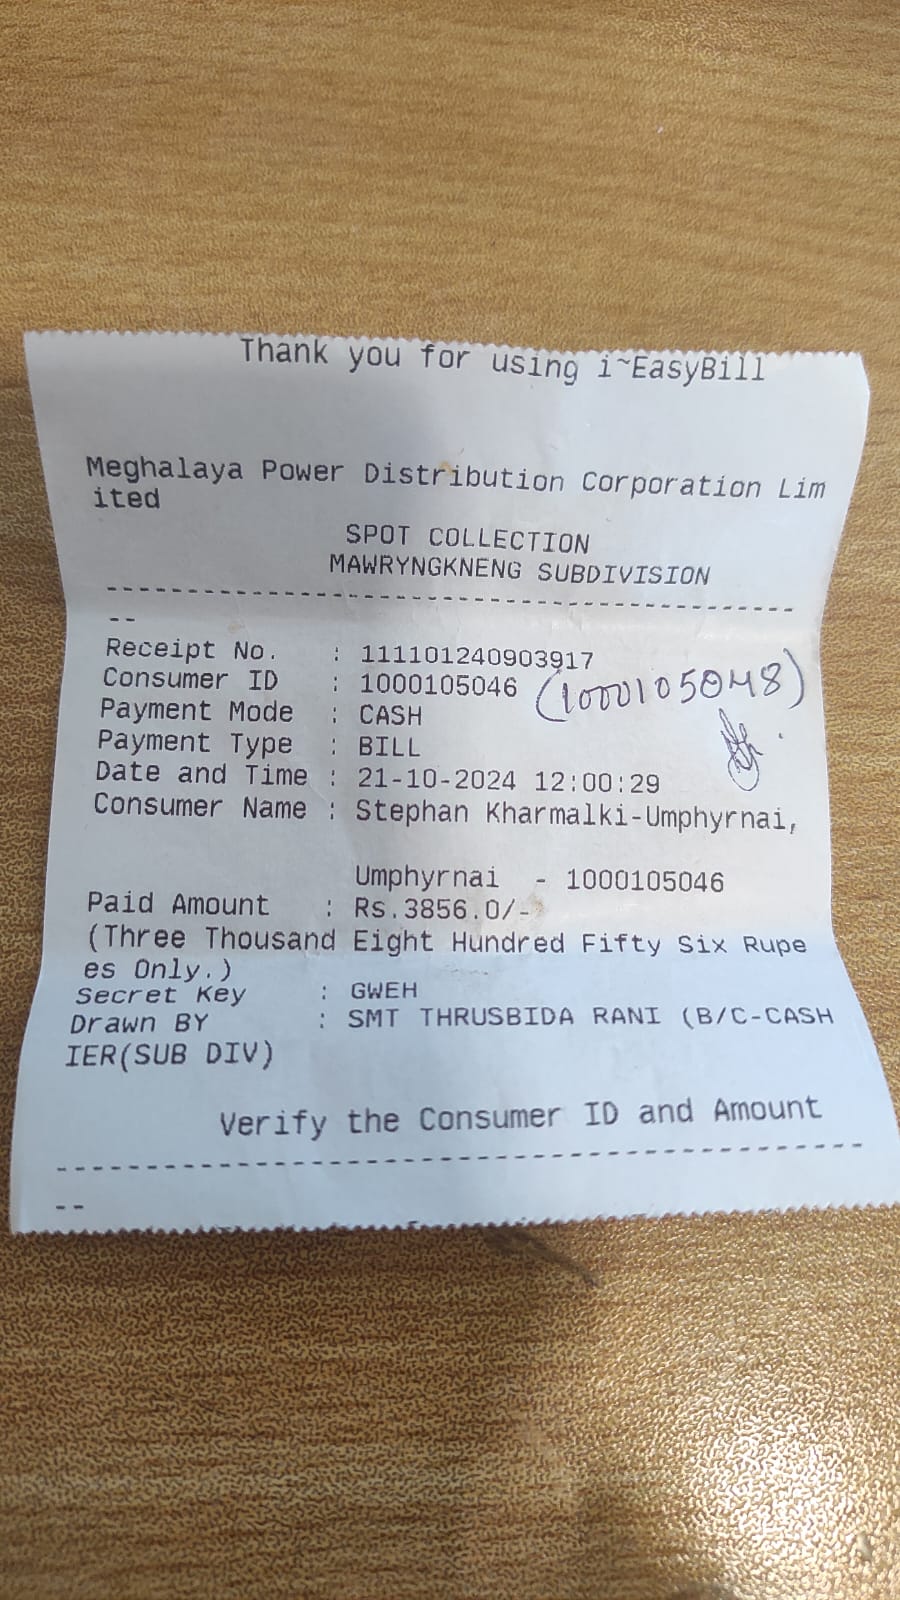 Thank you for using i~EasyBill
Meghalaya Power Distribution Corporation Lim
ited
SPOT COLLECTION
MAWRYNGKNENG SUBDIVISION
--------------------------------------------
--
Receipt No. : 111101240903917
Consumer ID : 1000105046 (1000105048)
Payment Mode : CASH
Payment Type : BILL
Date and Time : 21-10-2024 12:00:29
Consumer Name : Stephan Kharmalki-Umphyrnai,
Umphyrnai - 1000105046
Paid Amount : Rs.3856.0/-
(Three Thousand Eight Hundred Fifty Six Rupe
es Only.)
Secret Key : GWEH
Drawn BY : SMT THRUSBIDA RANI (B/C-CASH
IER(SUB DIV)
Verify the Consumer ID and Amount
--------------------------------------------
--